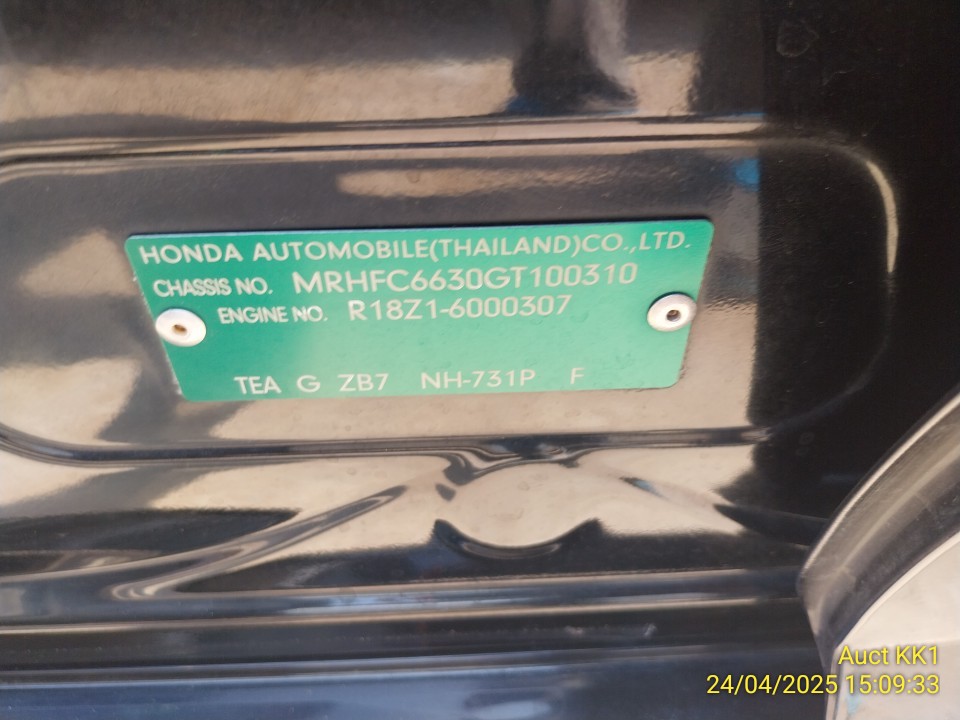 HONDA AUTOMOBILE(THAILAND)CO.,LTD.
CHASSIS NO. MRHFC6630GT100310
ENGINE NO. R18Z1-6000307
TEA G ZB7 NH-731P F
Auct KK1
24/04/2025 15:09:33